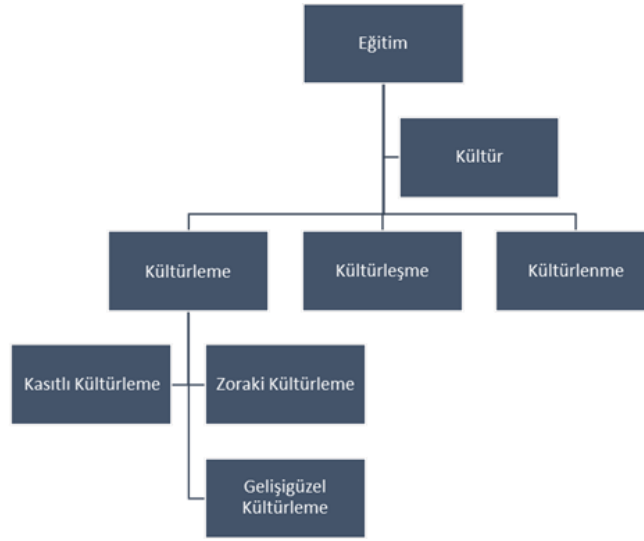 Eğitim
Kültür
Kültürleme
Kültürleşme
Kültürlenme
Kasıtlı Kültürleme
Zoraki Kültürleme
Gelişigüzel
Kültürleme